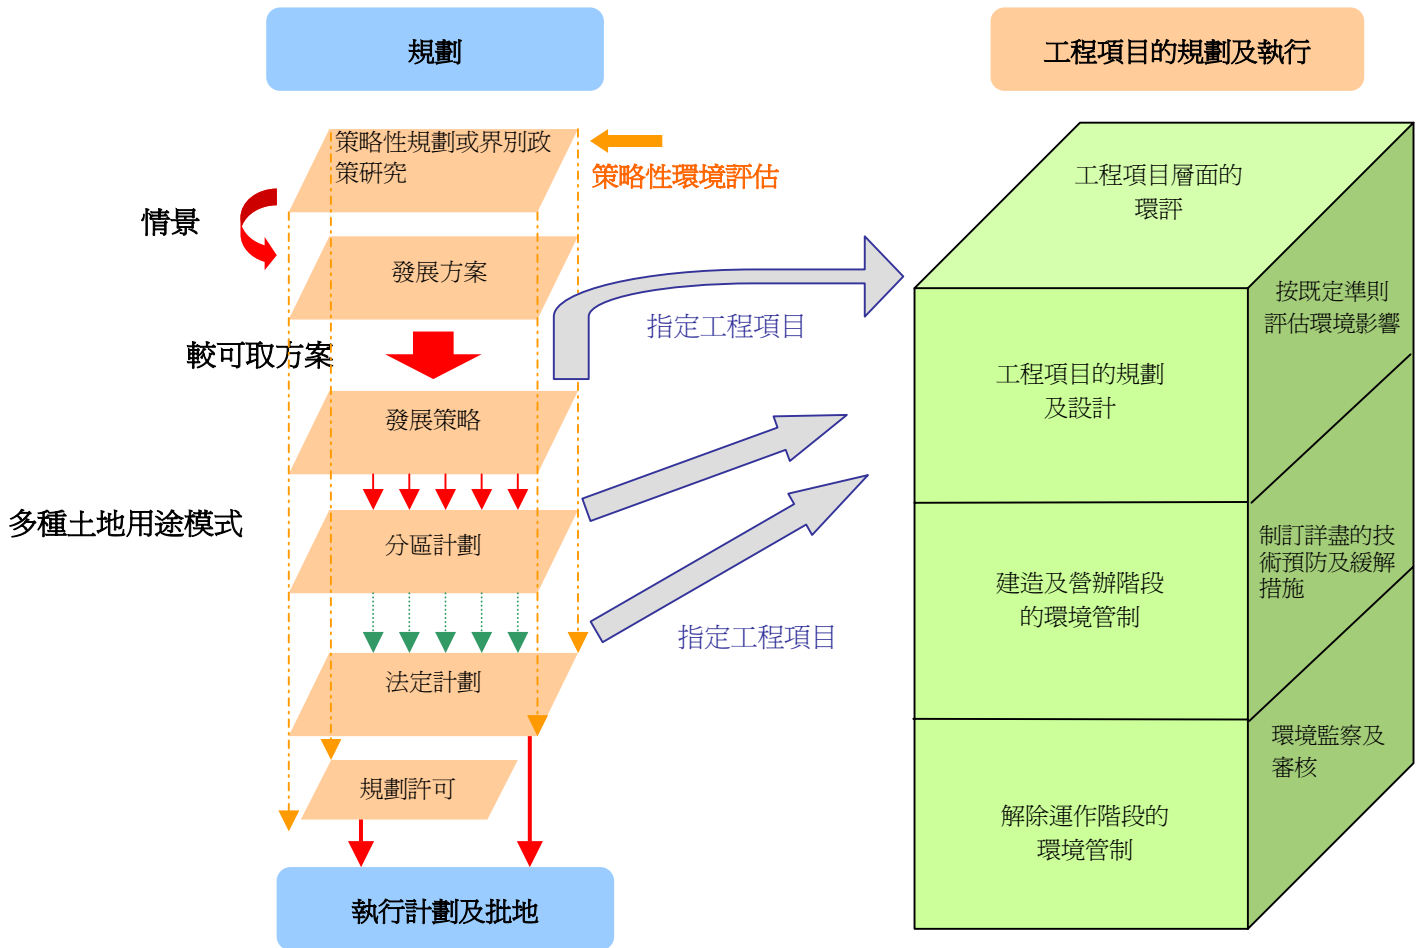 規劃
工程項目的規劃及執行
策略性規劃或界別政
策研究
策略性環境評估
情景
發展方案
指定工程項目
較可取方案
發展策略
多種土地用途模式
分區計劃
指定工程項目
法定計劃
規劃許可
執行計劃及批地
工程項目層面的
環評
按既定準則
評估環境影響
工程項目的規劃
及設計
制訂詳盡的技
術預防及緩解
措施
建造及營辦階段
的環境管制
環境監察及
審核
解除運作階段的
環境管制